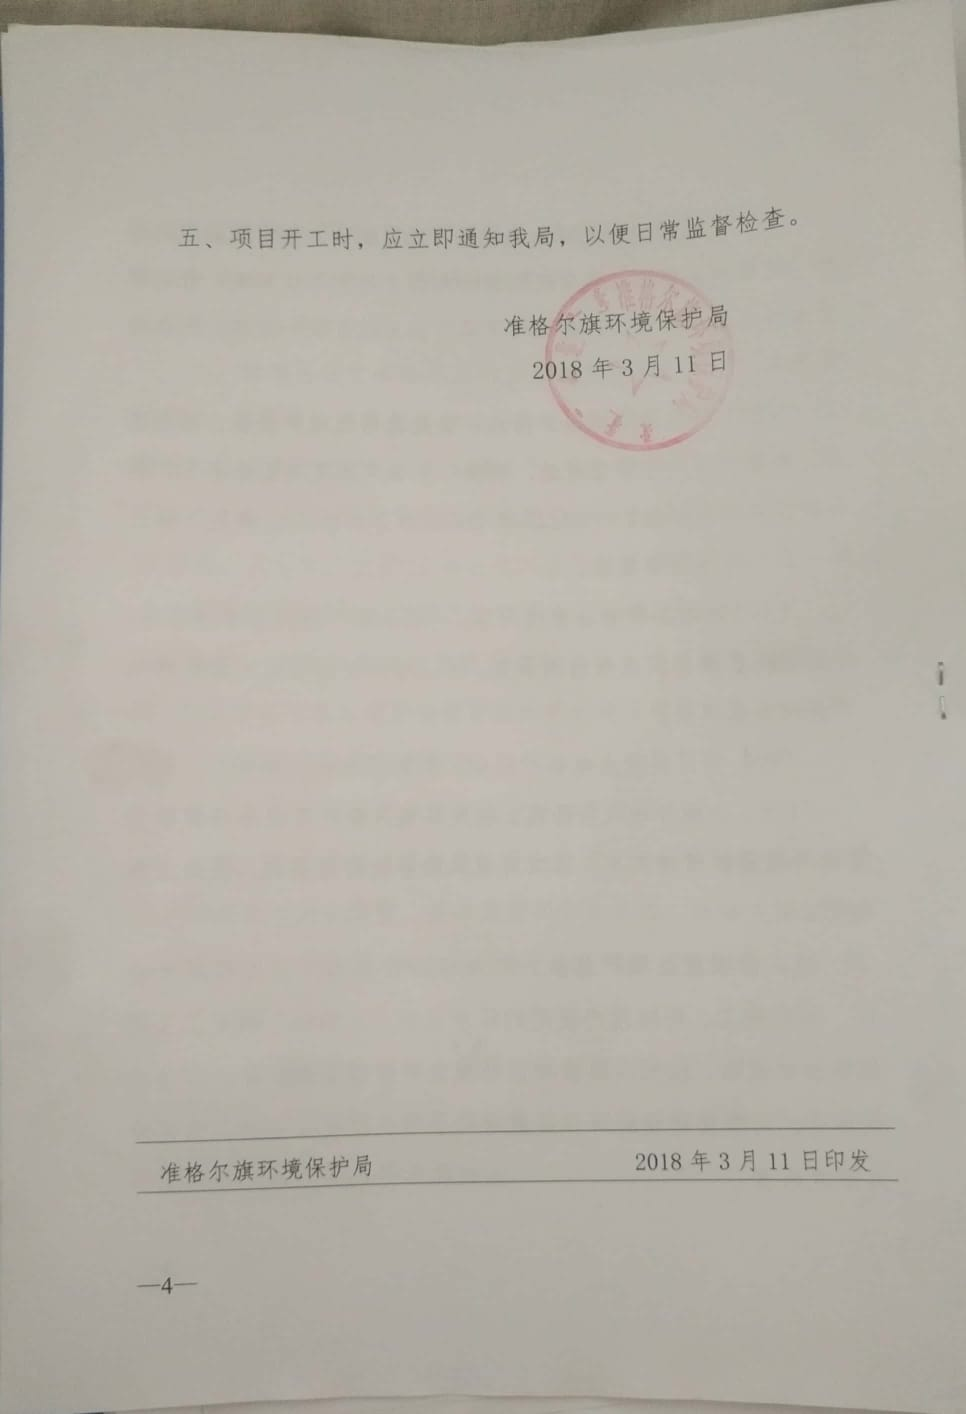 五、项目开工时，应立即通知我局，以便日常监督检查。
准格尔旗环境保护局
2018 年 3 月 11 日
准格尔旗环境保护局 2018 年 3 月 11 日印发
—4—